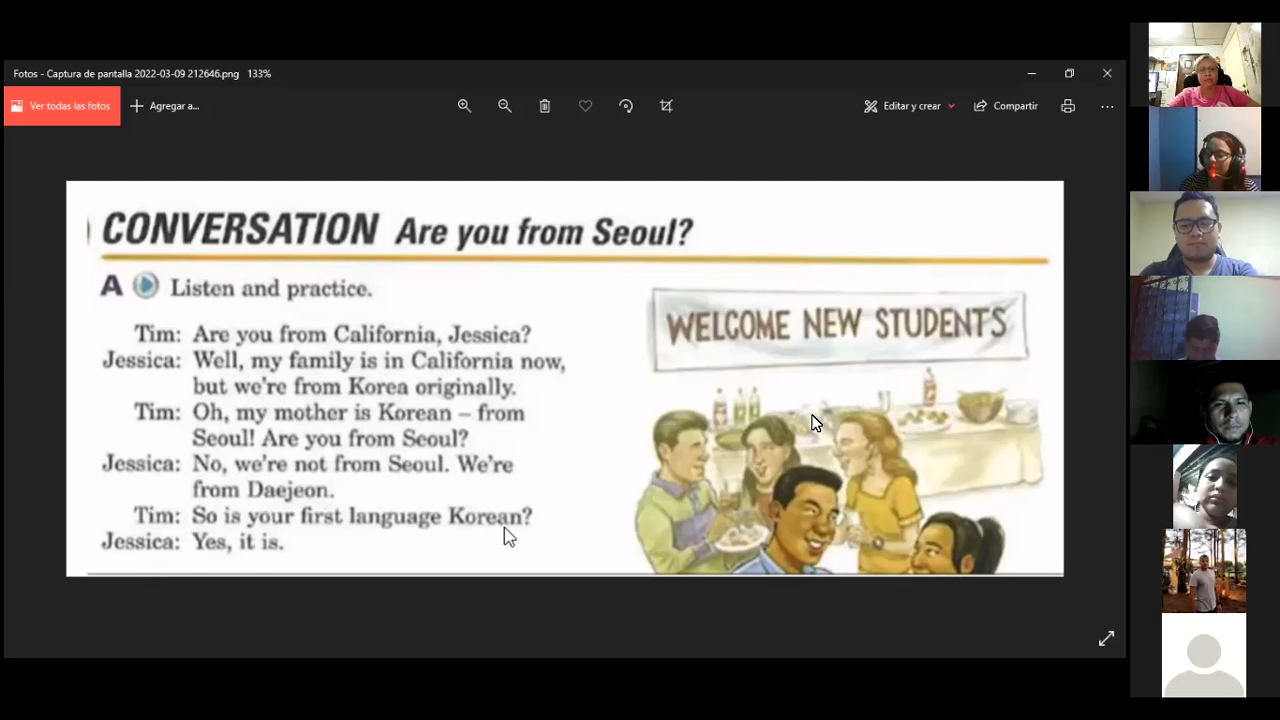 Fotos - Captura de pantalla 2022-03-09 212646.png 133%
Ver todas las fotos
Agregar a...
Editar y crear
Compartir
CONVERSATION Are you from Seoul?
A Listen and practice.
Tim: Are you from California, Jessica?
Jessica: Well, my family is in California now,
but we're from Korea originally.
Tim: Oh, my mother is Korean – from
Seoul! Are you from Seoul?
Jessica: No, we're not from Seoul. We're
from Daejeon.
Tim: So is your first language Korean?
Jessica: Yes, it is.
WELCOME NEW STUDENTS